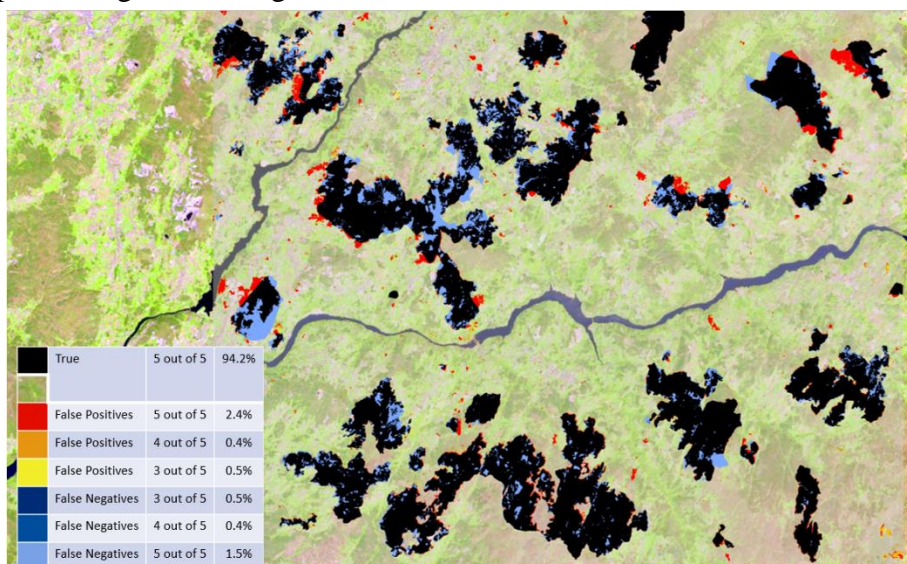 True 5 out of 5 94.2%
False Positives 5 out of 5 2.4%
False Positives 4 out of 5 0.4%
False Positives 3 out of 5 0.5%
False Negatives 3 out of 5 0.5%
False Negatives 4 out of 5 0.4%
False Negatives 5 out of 5 1.5%